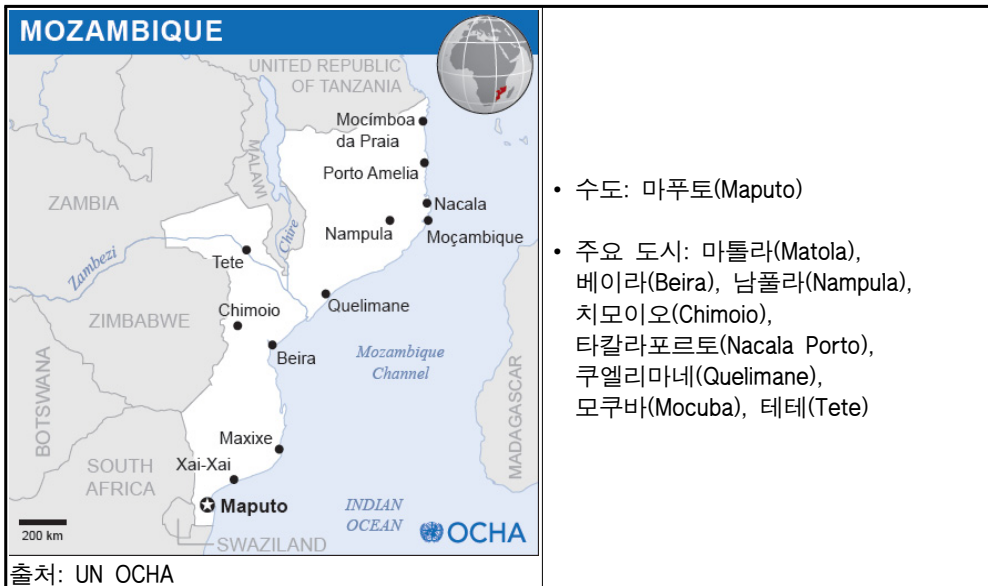 MOZAMBIQUE
UNITED REPUBLIC
OF TANZANIA
Mocímboa
da Praia
Porto Amelia
MALAWI
ZAMBIA
Nacala
Nampula
Moçambique
Chire
Zambezi
Tete
Quelimane
Chimoio
ZIMBABWE
Beira
Mozambique
Channel
BOTSWANA
MADAGASCAR
Maxixe
Xai-Xai
SOUTH
AFRICA
Maputo
INDIAN
OCEAN
200 km
SWAZILAND
OCHA
출처: UN OCHA
• 수도: 마푸토(Maputo)
• 주요 도시: 마톨라(Matola),
베이라(Beira), 남풀라(Nampula),
치모이오(Chimoio),
타칼라포르토(Nacala Porto),
쿠엘리마네(Quelimane),
모쿠바(Mocuba), 테테(Tete)